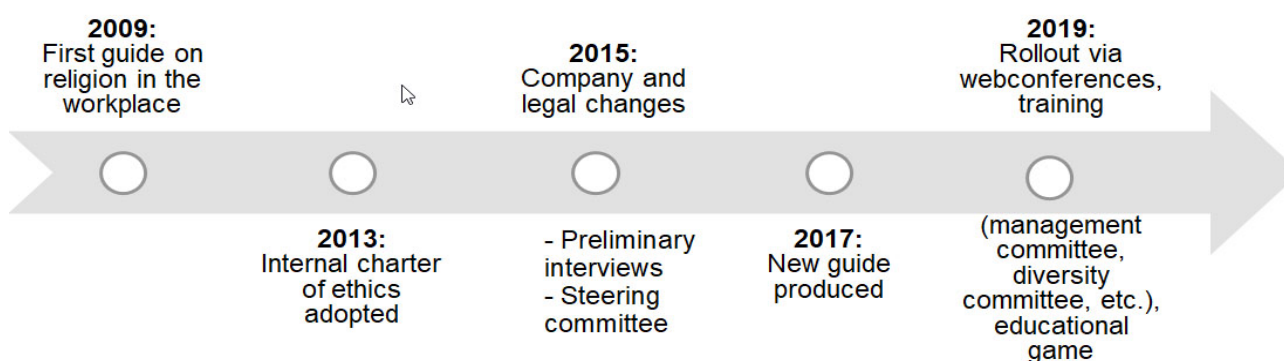 2009:
First guide on
religion in the
workplace
2013:
Internal charter
of ethics
adopted
2015:
Company and
legal changes
- Preliminary
interviews
- Steering
committee
2017:
New guide
produced
2019:
Rollout via
webconferences,
training
(management
committee,
diversity
committee, etc.),
educational
game